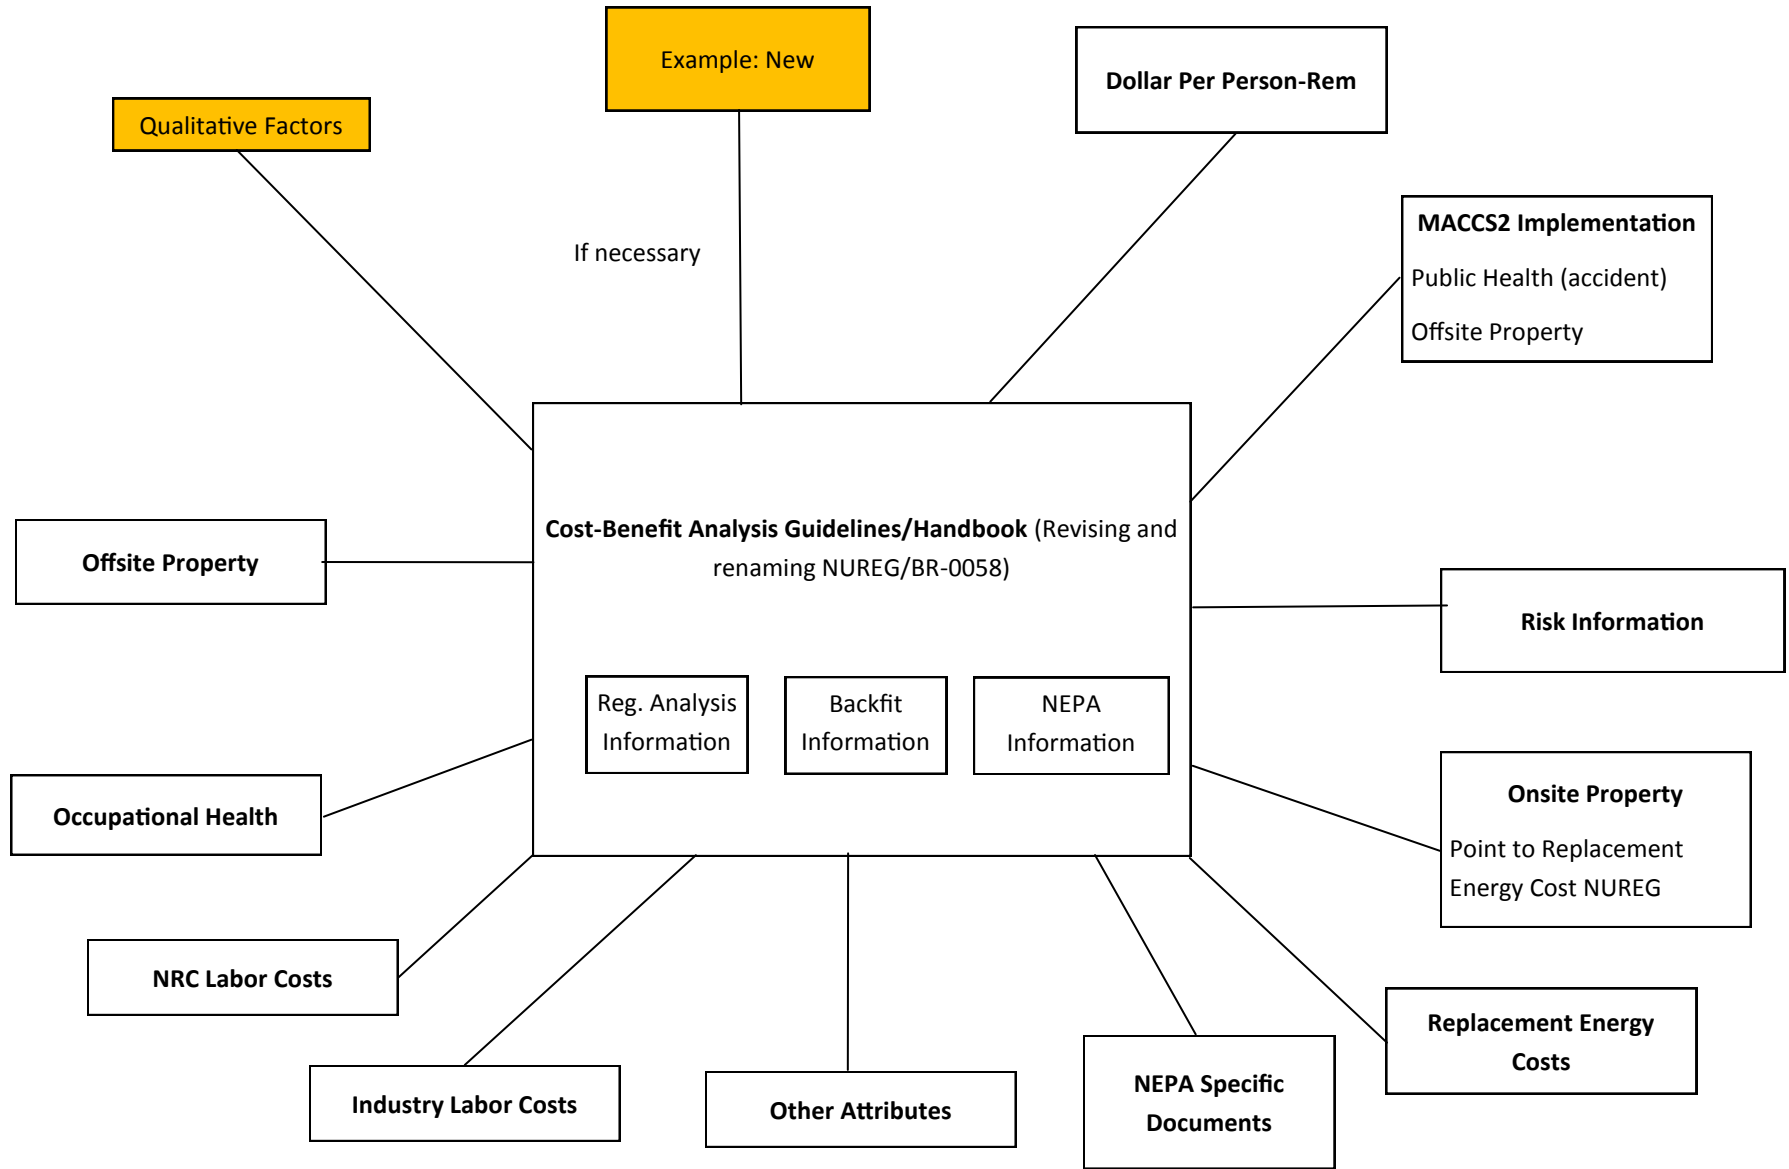 Example: New
Dollar Per Person-Rem
Qualitative Factors
MACCS2 Implementation
Public Health (accident)
Offsite Property
If necessary
Cost-Benefit Analysis Guidelines/Handbook (Revising and
renaming NUREG/BR-0058)
Offsite Property
Risk Information
Reg. Analysis
Information
Backfit
Information
NEPA
Information
Occupational Health
Onsite Property
Point to Replacement
Energy Cost NUREG
NRC Labor Costs
Replacement Energy
Costs
Industry Labor Costs
Other Attributes
NEPA Specific
Documents